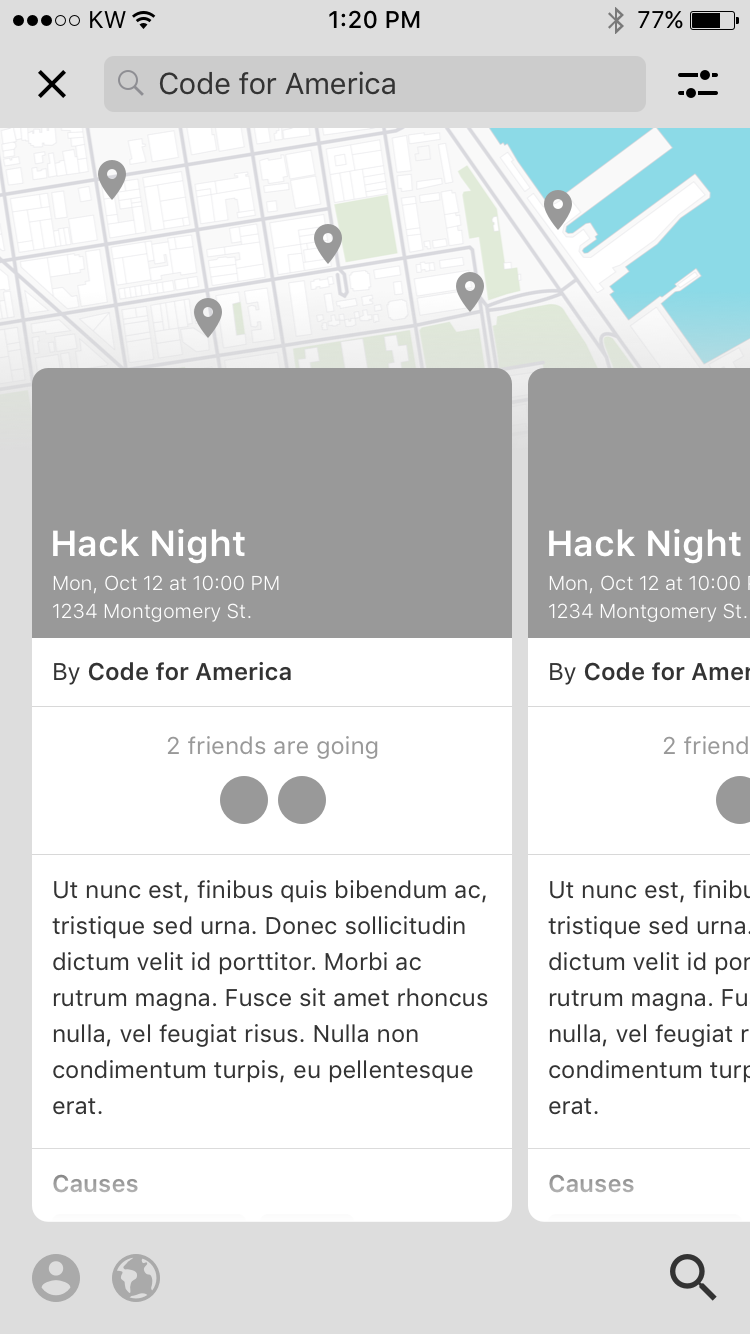 KW 1:20 PM 77%
Code for America
Hack Night
Mon, Oct 12 at 10:00 PM
1234 Montgomery St.
By Code for America
2 friends are going
Ut nunc est, finibus quis bibendum ac,
tristique sed urna. Donec sollicitudin
dictum velit id porttitor. Morbi ac
rutrum magna. Fusce sit amet rhoncus
nulla, vel feugiat risus. Nulla non
condimentum turpis, eu pellentesque
erat.
Causes
Hack Night
Mon, Oct 12 at 10:00
1234 Montgomery St.
By Code for Amer
2 friend
Ut nunc est, finibu
tristique sed urna.
dictum velit id por
rutrum magna. Fu
nulla, vel feugiat r
condimentum turp
erat.
Causes